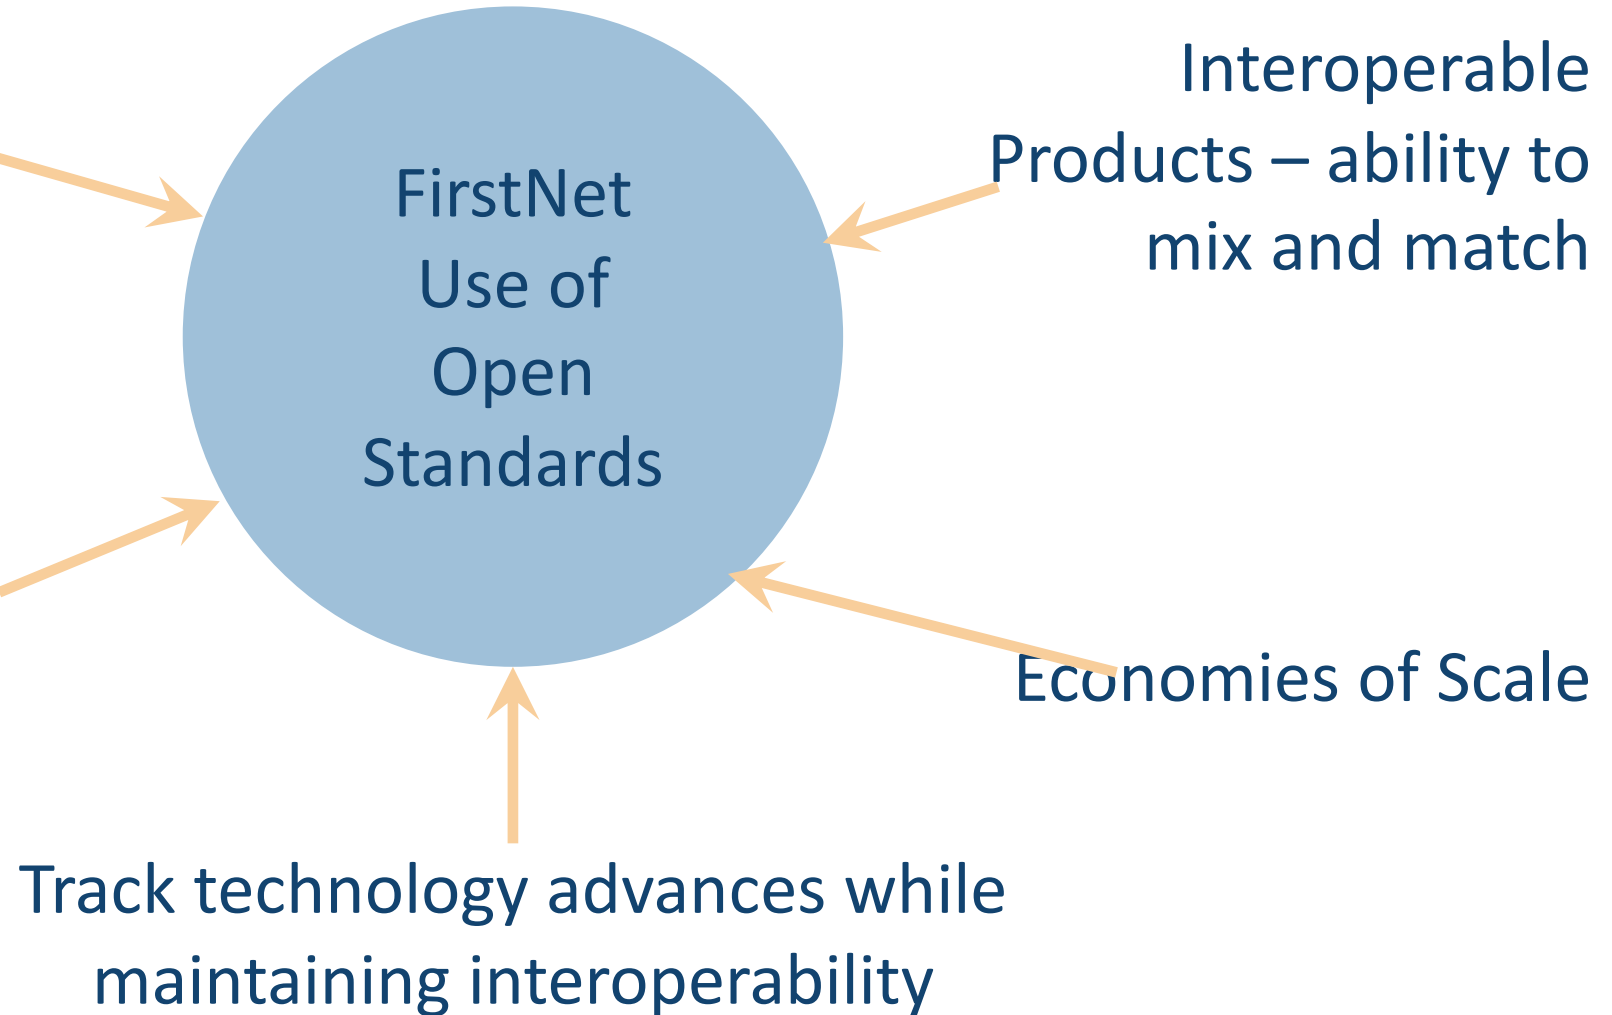 FirstNet
Use of
Open
Standards
Interoperable
Products – ability to
mix and match
Economies of Scale
Track technology advances while
maintaining interoperability